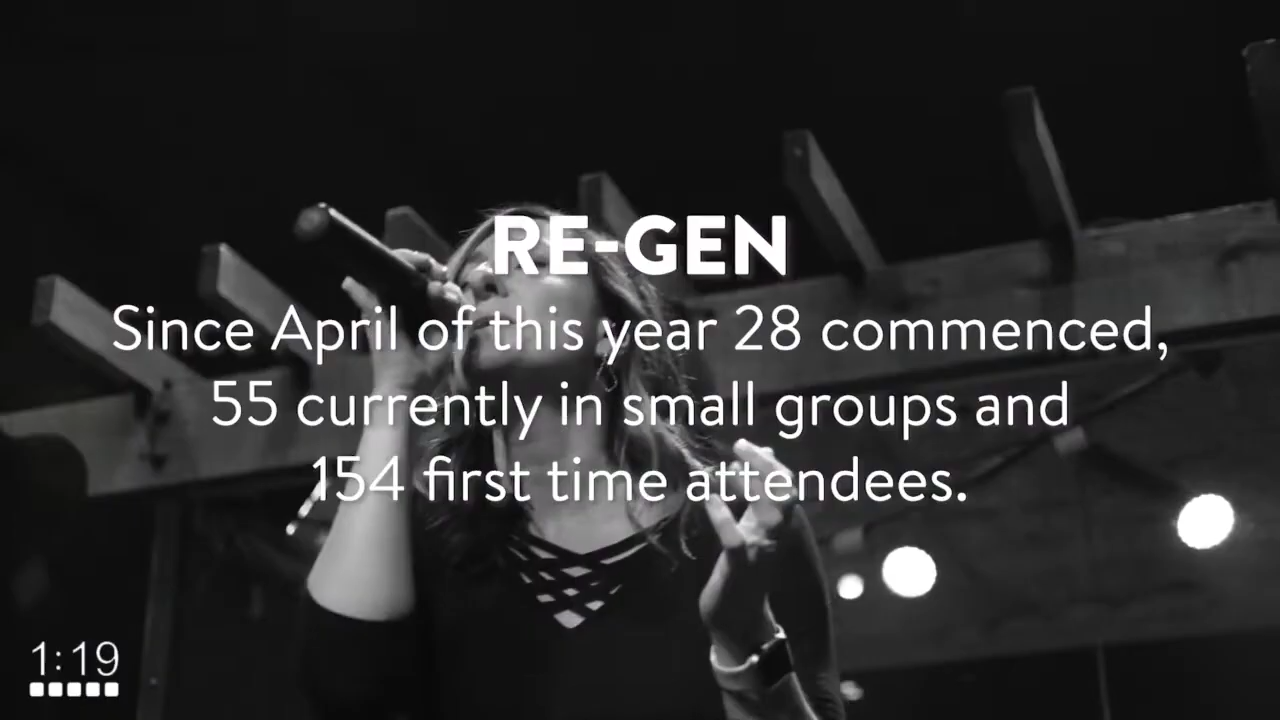 RE-GEN
Since April of this year 28 commenced,
55 currently in small groups and
154 first time attendees.
1:19